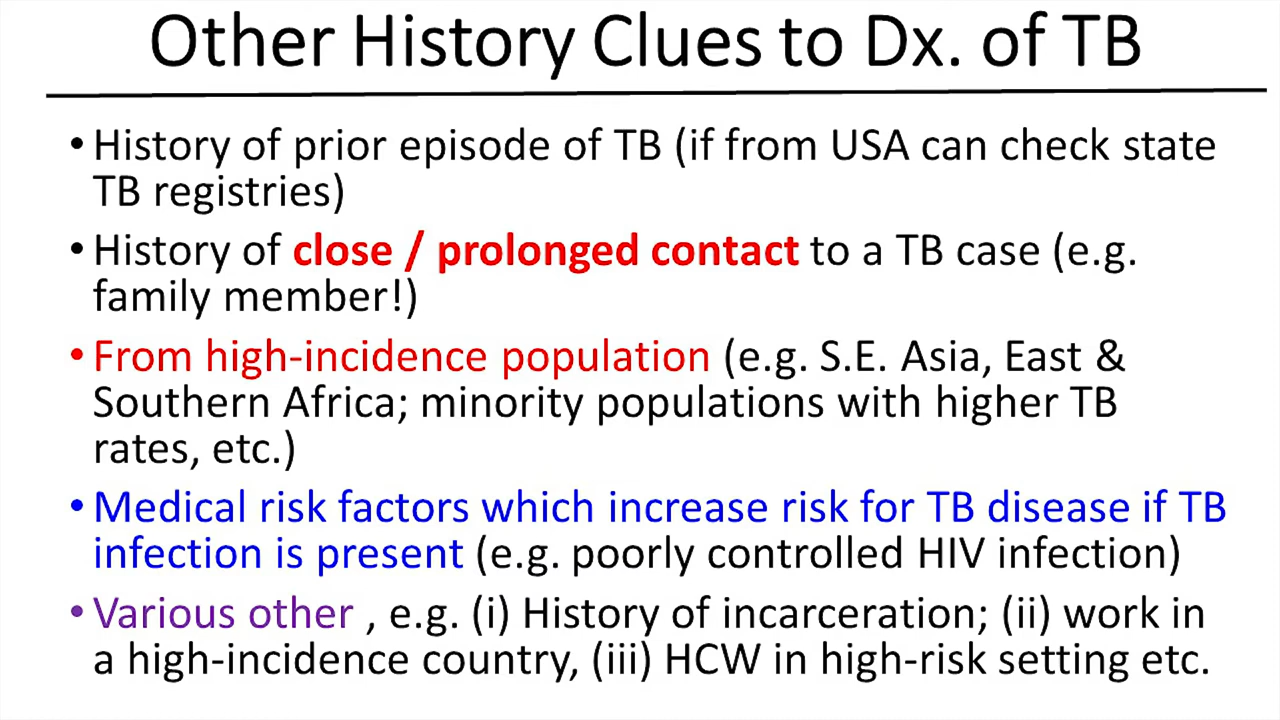 Other History Clues to Dx. of TB
•History of prior episode of TB (if from USA can check state
TB registries)
•History of close / prolonged contact to a TB case (e.g.
family member!)
•From high-incidence population (e.g. S.E. Asia, East &
Southern Africa; minority populations with higher TB
rates, etc.)
•Medical risk factors which increase risk for TB disease if TB
infection is present (e.g. poorly controlled HIV infection)
•Various other , e.g. (i) History of incarceration; (ii) work in
a high-incidence country, (iii) HCW in high-risk setting etc.